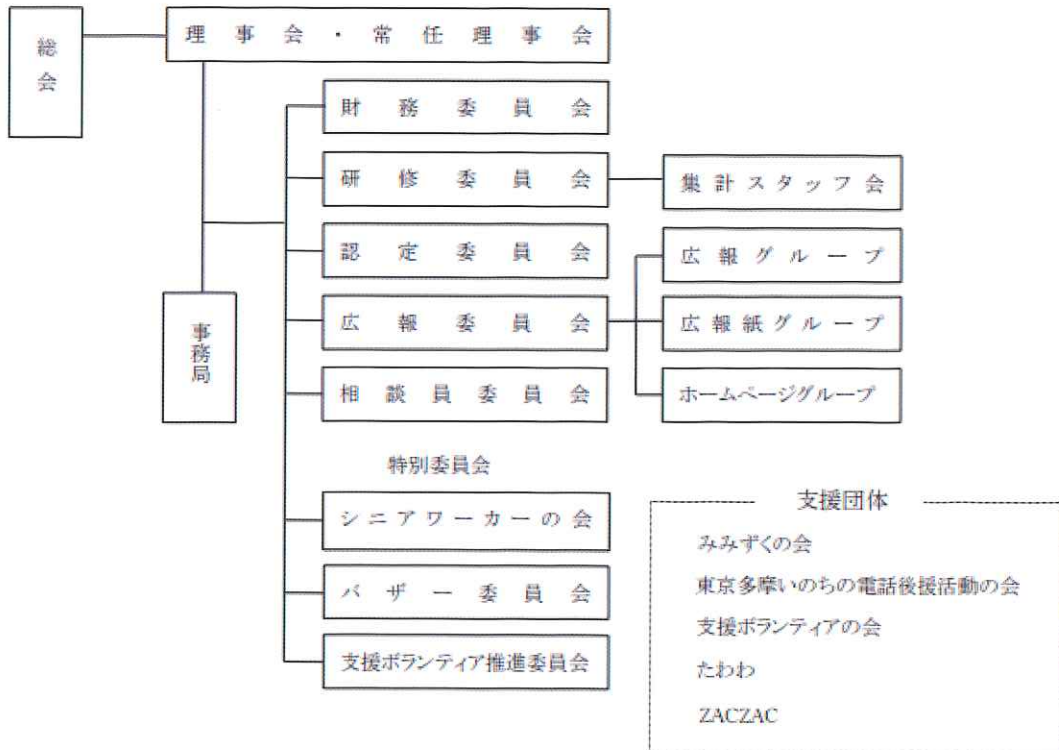 総会
理事会・常任理事会
財務委員会
研修委員会
集計スタッフ会
認定委員会
広報グループ
広報委員会
広報紙グループ
事務局
相談員委員会
ホームページグループ
特別委員会
シニアワーカーの会
バザー委員会
支援ボランティア推進委員会
支援団体
みみずくの会
東京多摩いのちの電話後援活動の会
支援ボランティアの会
たわわ
ZACZAC